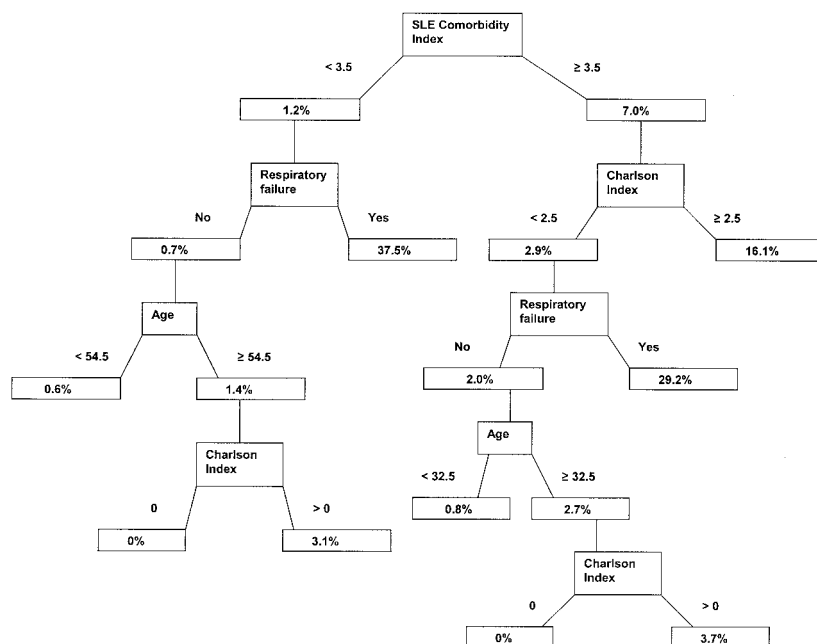 SLE Comorbidity
Index
< 3.5
≥ 3.5
1.2%
7.0%
Respiratory
failure
Charlson
Index
No
Yes
< 2.5
≥ 2.5
0.7%
37.5%
2.9%
16.1%
Age
Respiratory
failure
< 54.5
≥ 54.5
No
Yes
0.6%
1.4%
2.0%
29.2%
Charlson
Index
Age
< 32.5
≥ 32.5
0
> 0
0.8%
2.7%
0%
3.1%
Charlson
Index
0
> 0
0%
3.7%